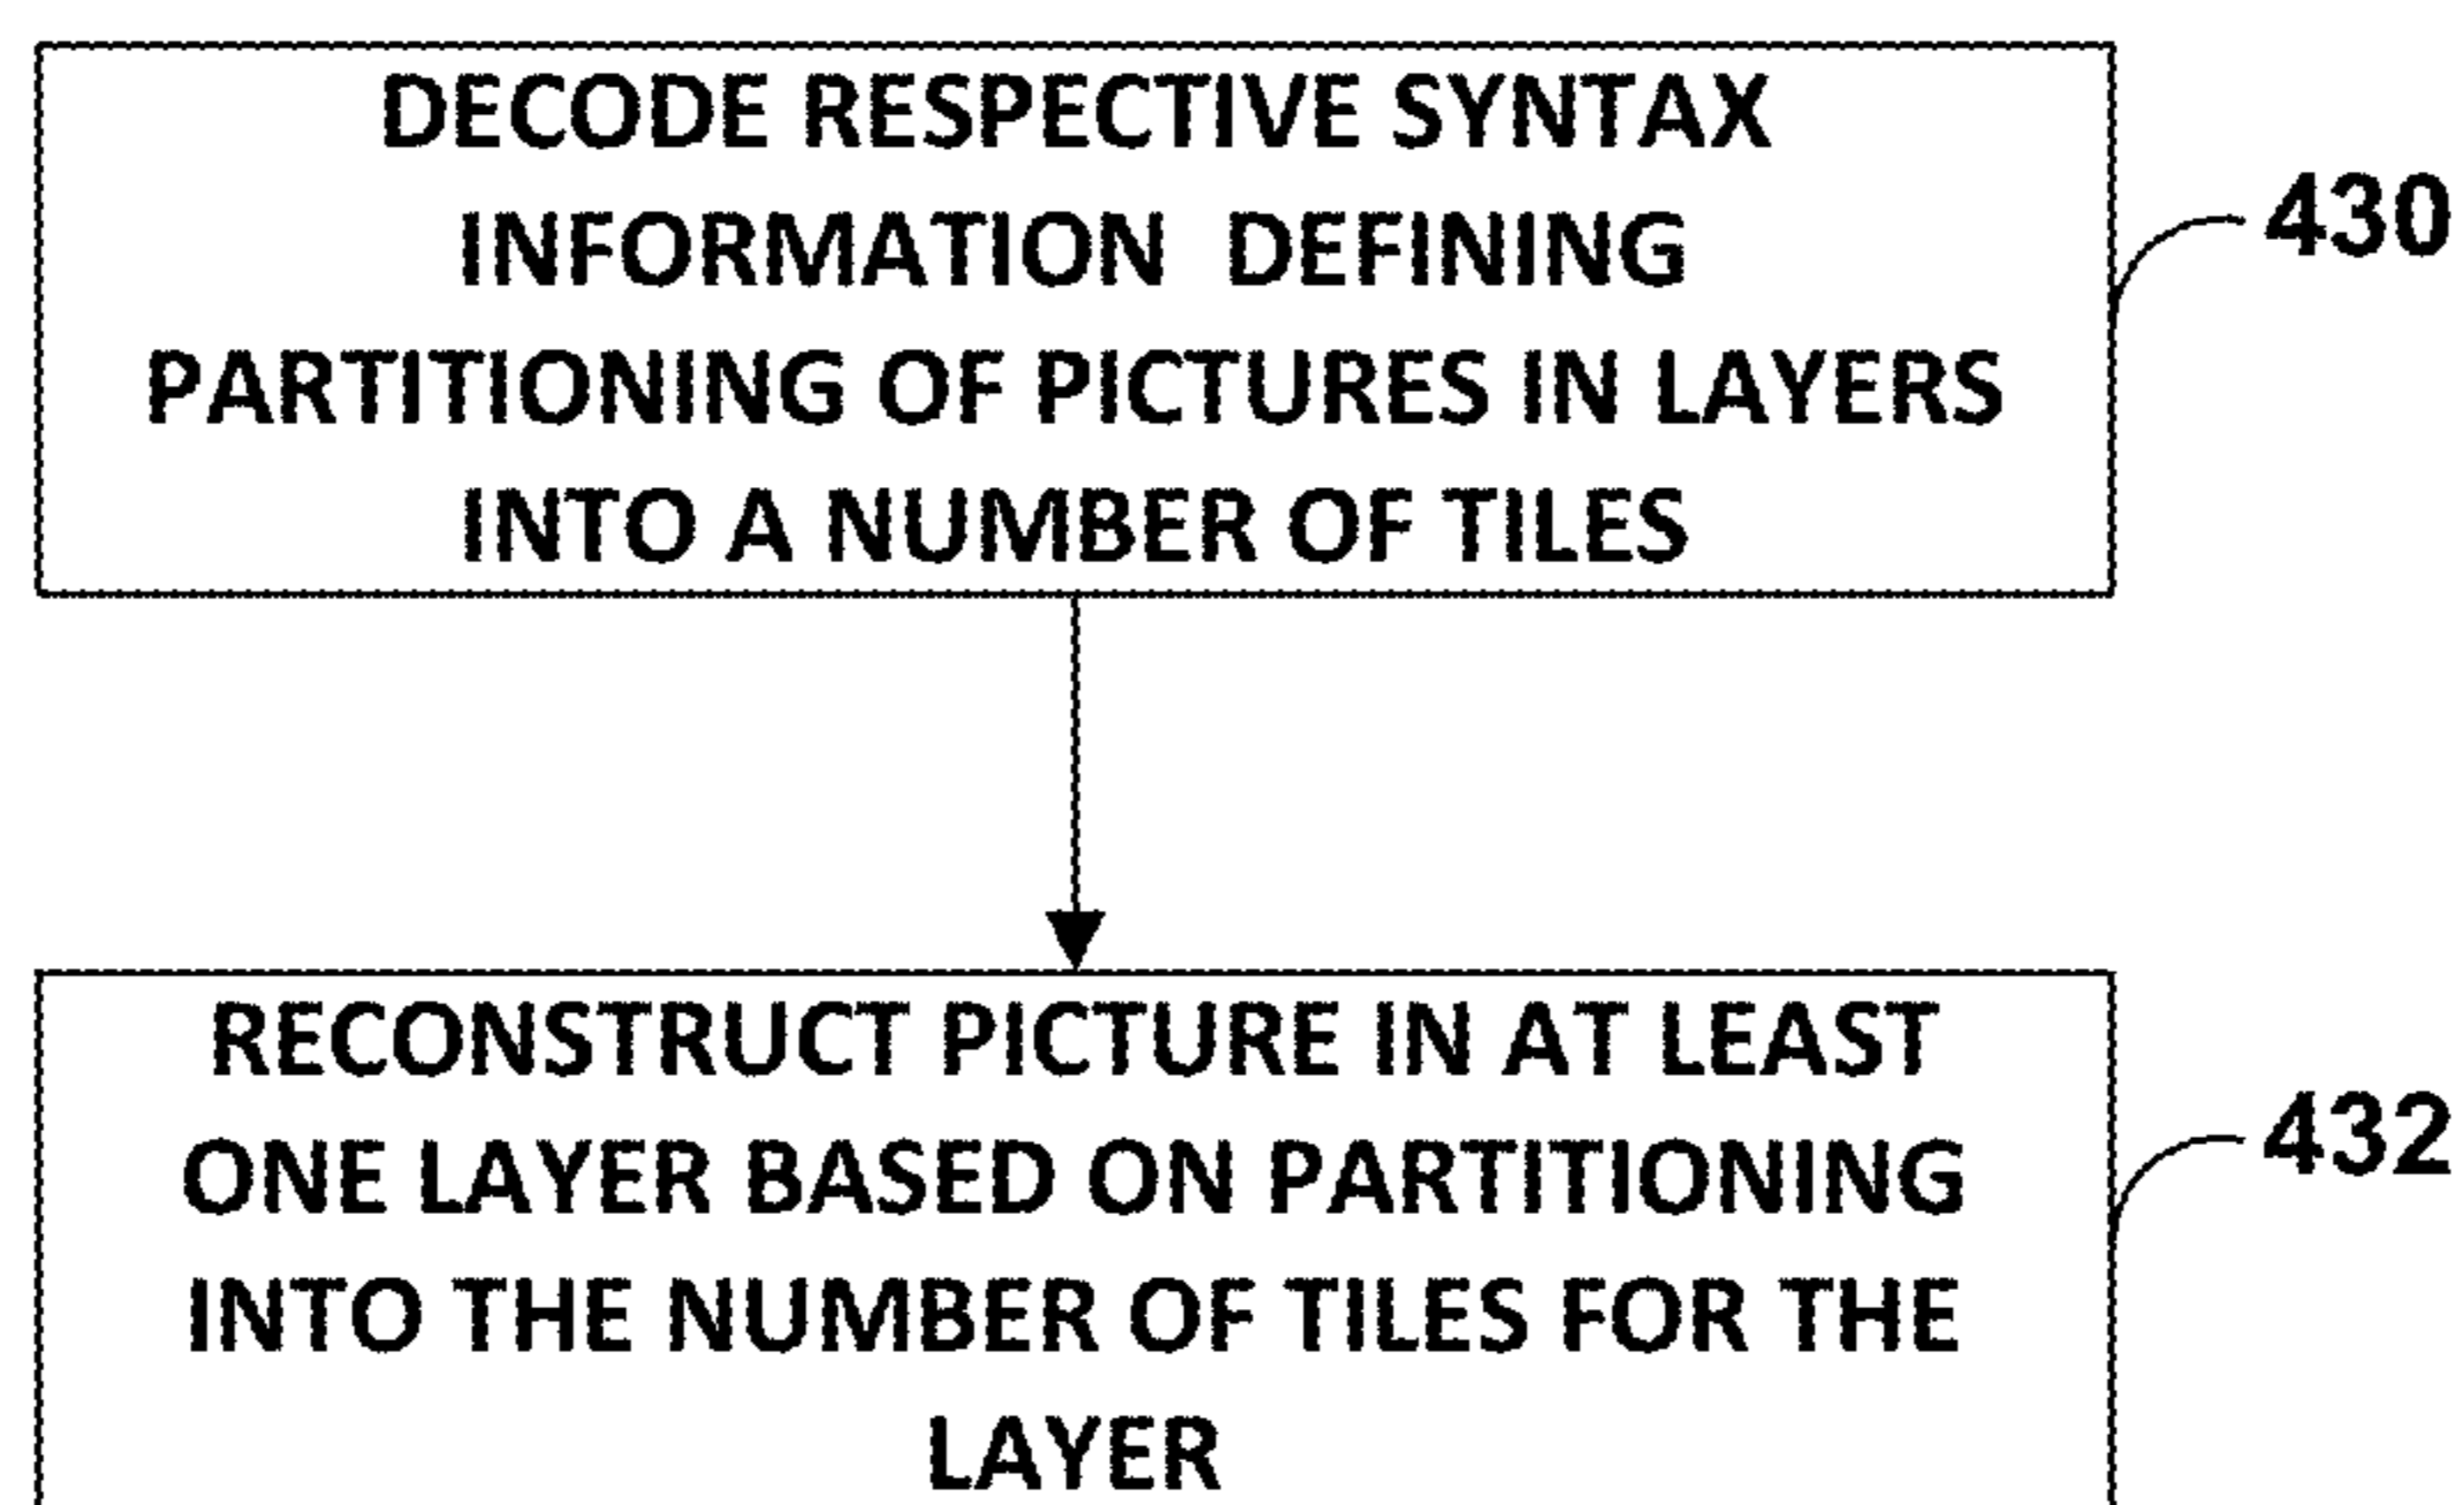 DECODE RESPECTIVE SYNTAX
INFORMATION DEFINING
PARTITIONING OF PICTURES IN LAYERS
INTO A NUMBER OF TILES
430
RECONSTRUCT PICTURE IN AT LEAST
ONE LAYER BASED ON PARTITIONING
INTO THE NUMBER OF TILES FOR THE
LAYER
432